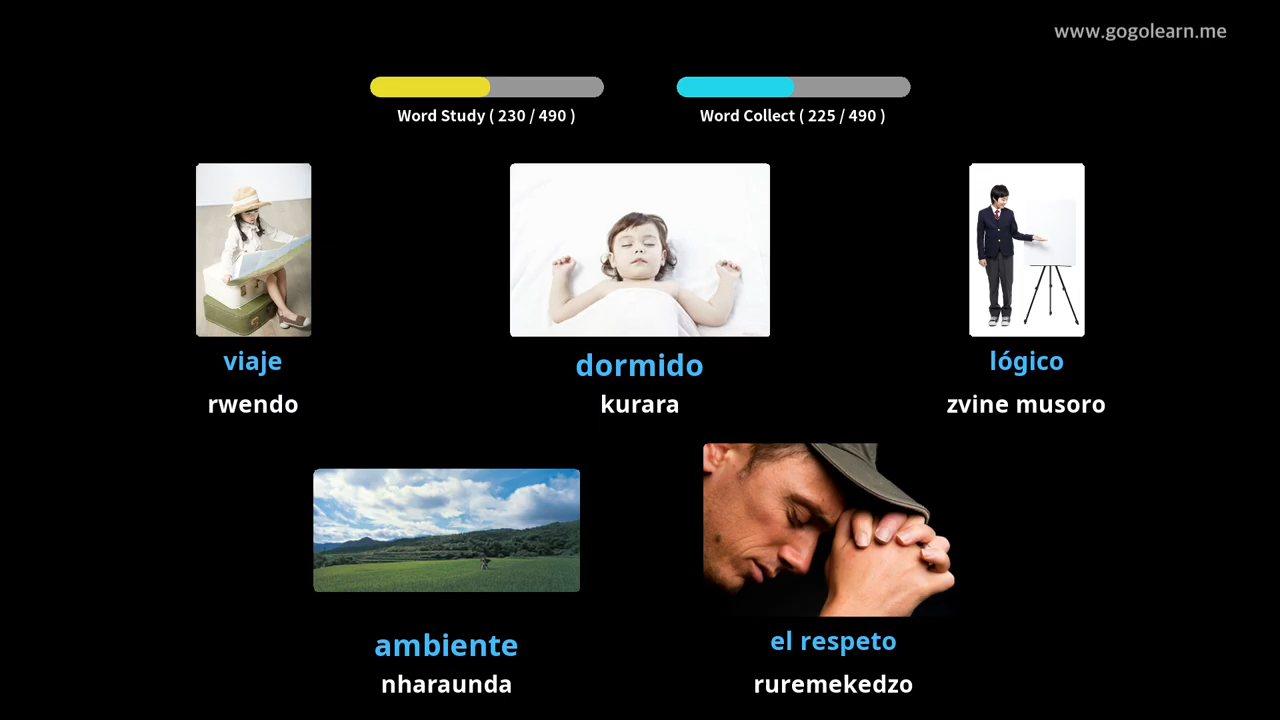 www.gogolearn.me
Word Study ( 230 / 490 )
Word Collect ( 225 / 490 )
viaje
rwendo
dormido
kurara
lógico
zvine musoro
ambiente
nharaunda
el respeto
ruremekedzo